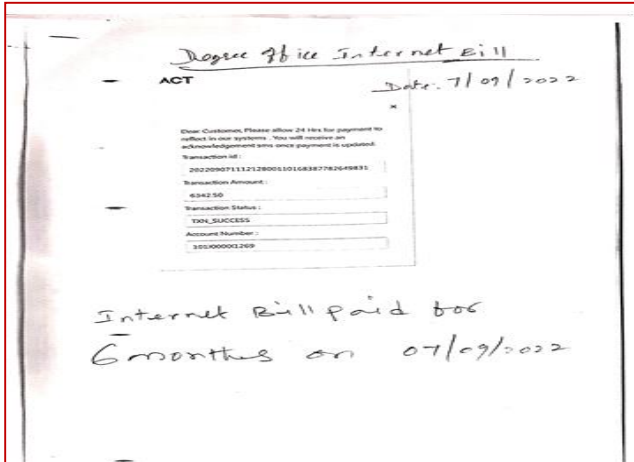 Degree Office Internet Bill
ACT
Date: 7/09/2022
×
Dear Customer, Please allow 24 Hrs for payment to
reflect in our systems . You will receive an
acknowledgement sms once payment is updated.
Transaction Id :
Transaction Amount :
6342.50
Transaction Status :
TXN_SUCCESS
Account Number :
Internet Bill paid for
6 months on 07/09/2022